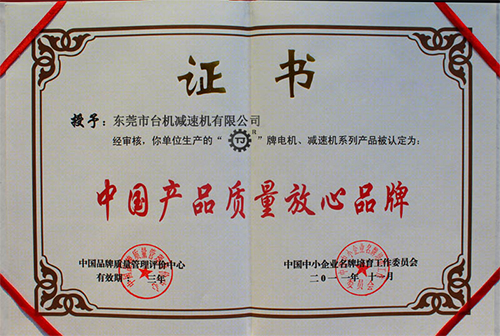 证书
授予：东莞市台机减速机有限公司
经审核，你单位生产的“TJ®”牌电机、减速机系列产品被认定为：
中国产品质量放心品牌
中国品牌质量管理评价中心
有效期 三年
中国中小企业名牌培育工作委员会
二〇一一年十一月